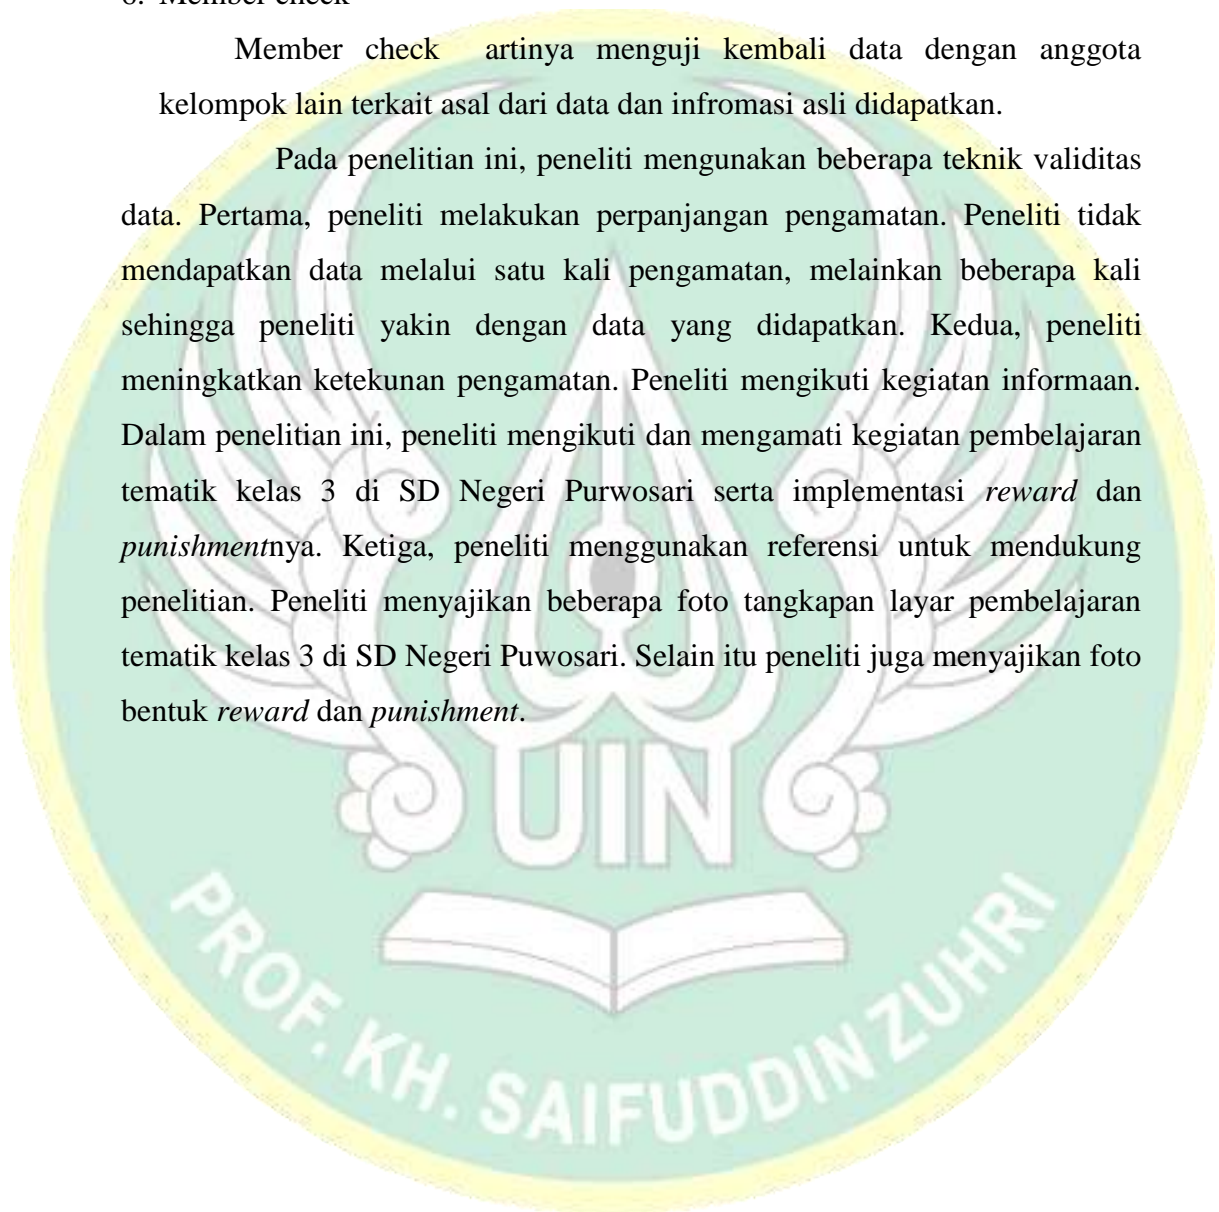 6. Member check
Member check artinya menguji kembali data dengan anggota
kelompok lain terkait asal dari data dan infromasi asli didapatkan.
Pada penelitian ini, peneliti mengunakan beberapa teknik validitas
data. Pertama, peneliti melakukan perpanjangan pengamatan. Peneliti tidak
mendapatkan data melalui satu kali pengamatan, melainkan beberapa kali
sehingga peneliti yakin dengan data yang didapatkan. Kedua, peneliti
meningkatkan ketekunan pengamatan. Peneliti mengikuti kegiatan informaan.
Dalam penelitian ini, peneliti mengikuti dan mengamati kegiatan pembelajaran
tematik kelas 3 di SD Negeri Purwosari serta implementasi reward dan
punishmentnya. Ketiga, peneliti menggunakan referensi untuk mendukung
penelitian. Peneliti menyajikan beberapa foto tangkapan layar pembelajaran
tematik kelas 3 di SD Negeri Puwosari. Selain itu peneliti juga menyajikan foto
bentuk reward dan punishment.
UIN
PROF. KH. SAIFUDDIN ZUHRI